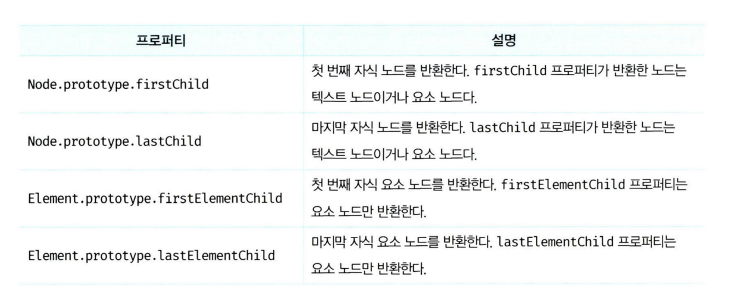 프로퍼티 설명
Node.prototype.firstChild
첫 번째 자식 노드를 반환한다. firstChild 프로퍼티가 반환한 노드는
텍스트 노드이거나 요소 노드다.
Node.prototype.lastChild
마지막 자식 노드를 반환한다. lastChild 프로퍼티가 반환한 노드는
텍스트 노드이거나 요소 노드다.
Element.prototype.firstElementChild
첫 번째 자식 요소 노드를 반환한다. firstElementChild 프로퍼티는
요소 노드만 반환한다.
Element.prototype.lastElementChild
마지막 자식 요소 노드를 반환한다. lastElementChild 프로퍼티는
요소 노드만 반환한다.